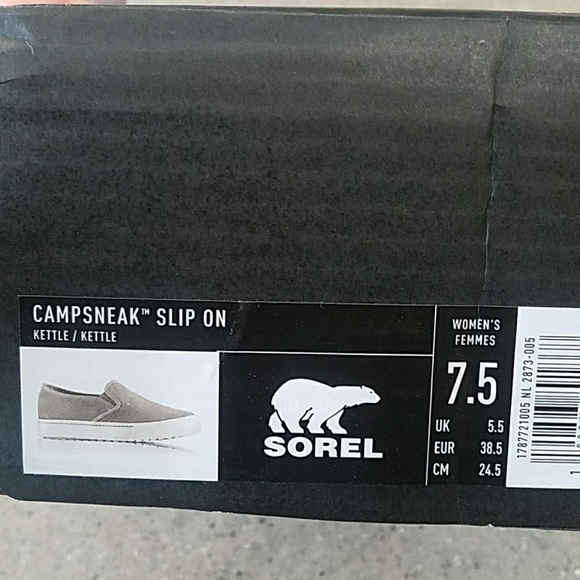 CAMPSNEAK™ SLIP ON
KETTLE / KETTLE
SOREL
WOMEN'S
FEMMES
7.5
UK 5.5
EUR 38.5
CM 24.5
1787721005 NL 2873-005